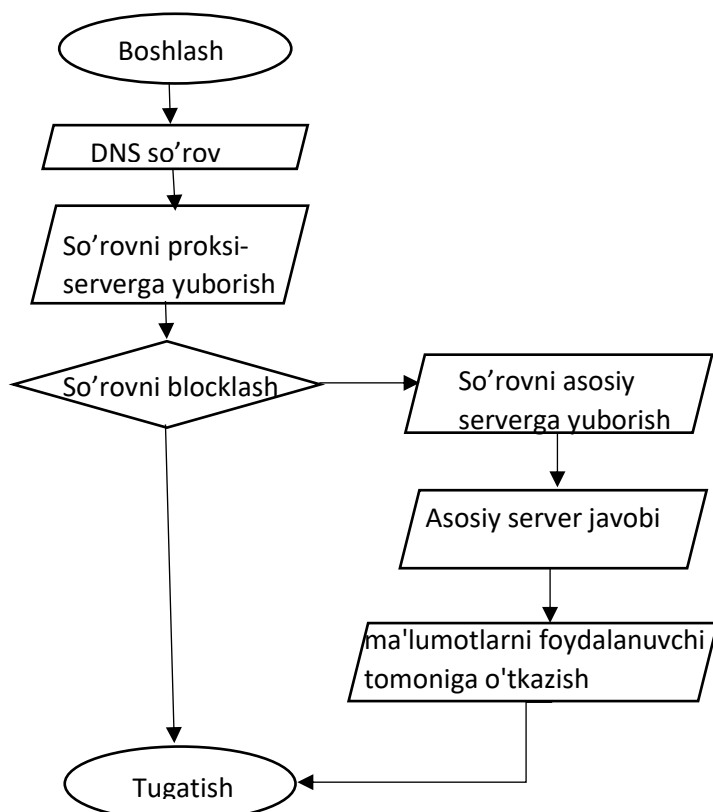 Boshlash
DNS so’rov
So’rovni proksi-
serverga yuborish
So’rovni blocklash
So’rovni asosiy
serverga yuborish
Asosiy server javobi
ma'lumotlarni foydalanuvchi
tomoniga o'tkazish
Tugatish